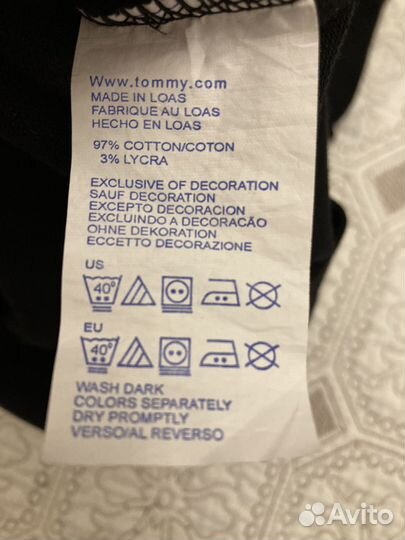 Www.tommy.com
MADE IN LOAS
FABRIQUE AU LOAS
HECHO EN LOAS
97% COTTON/COTON
3% LYCRA
EXCLUSIVE OF DECORATION
SAUF DECORATION
EXCEPTO DECORACION
EXCLUINDO A DECORACÃO
OHNE DEKORATION
ECCETTO DECORAZIONE
US
40°
EU
40°
WASH DARK
COLORS SEPARATELY
DRY PROMPTLY
VERSO/AL REVERSO
Avito